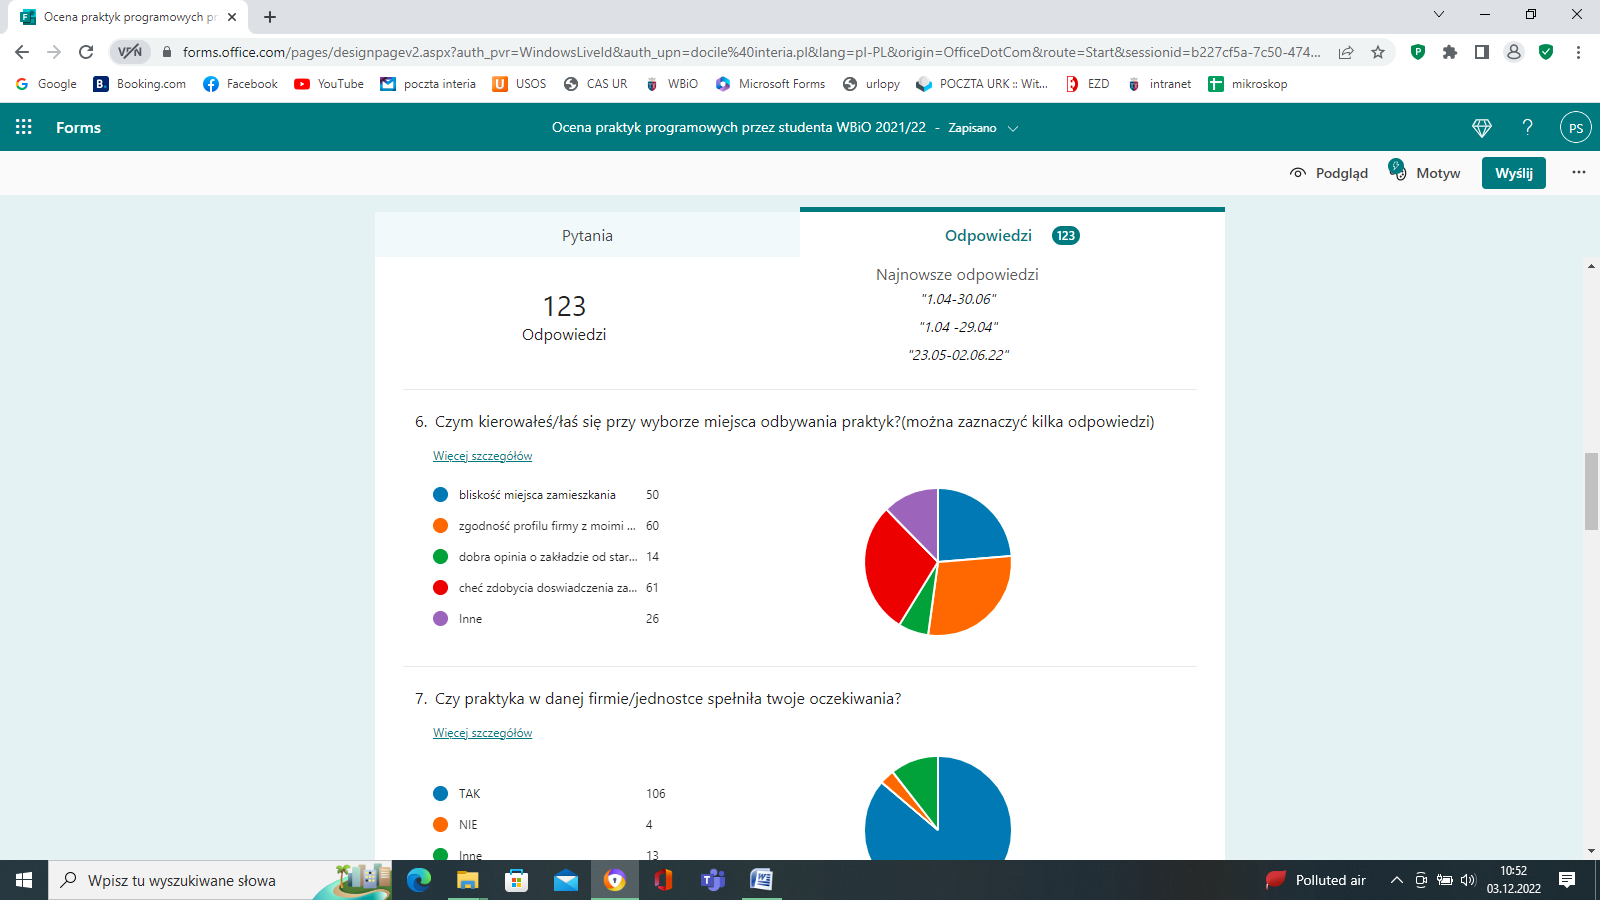 Ocena praktyk programowych pr
VPN
forms.office.com/pages/designpagev2.aspx?auth_pvr=WindowsLiveId&auth_upn=docile%40interia.pl&lang=pl-PL&origin=OfficeDotCom&route=Start&sessionid=b227cf5a-7c50-474...
Google Booking.com Facebook YouTube poczta interia USOS CAS UR WBiO Microsoft Forms urlopy POCZTA URK :: Wit... EZD intranet mikroskop
Forms Ocena praktyk programowych przez studenta WBiO 2021/22 - Zapisano ? PS
Podgląd Motyw Wyślij ...
Pytania Odpowiedzi 123
123
Odpowiedzi
Najnowsze odpowiedzi
"1.04-30.06"
"1.04 -29.04"
"23.05-02.06.22"
6. Czym kierowałeś/łaś się przy wyborze miejsca odbywania praktyk?(można zaznaczyć kilka odpowiedzi)
Więcej szczegółów
bliskość miejsca zamieszkania 50
zgodność profilu firmy z moimi ... 60
dobra opinia o zakładzie od star... 14
cheć zdobycia doswiadczenia za... 61
Inne 26
7. Czy praktyka w danej firmie/jednostce spełniła twoje oczekiwania?
Więcej szczegółów
TAK 106
NIE 4
Inne 13
Wpisz tu wyszukiwane słowa
Polluted air
10:52
03.12.2022